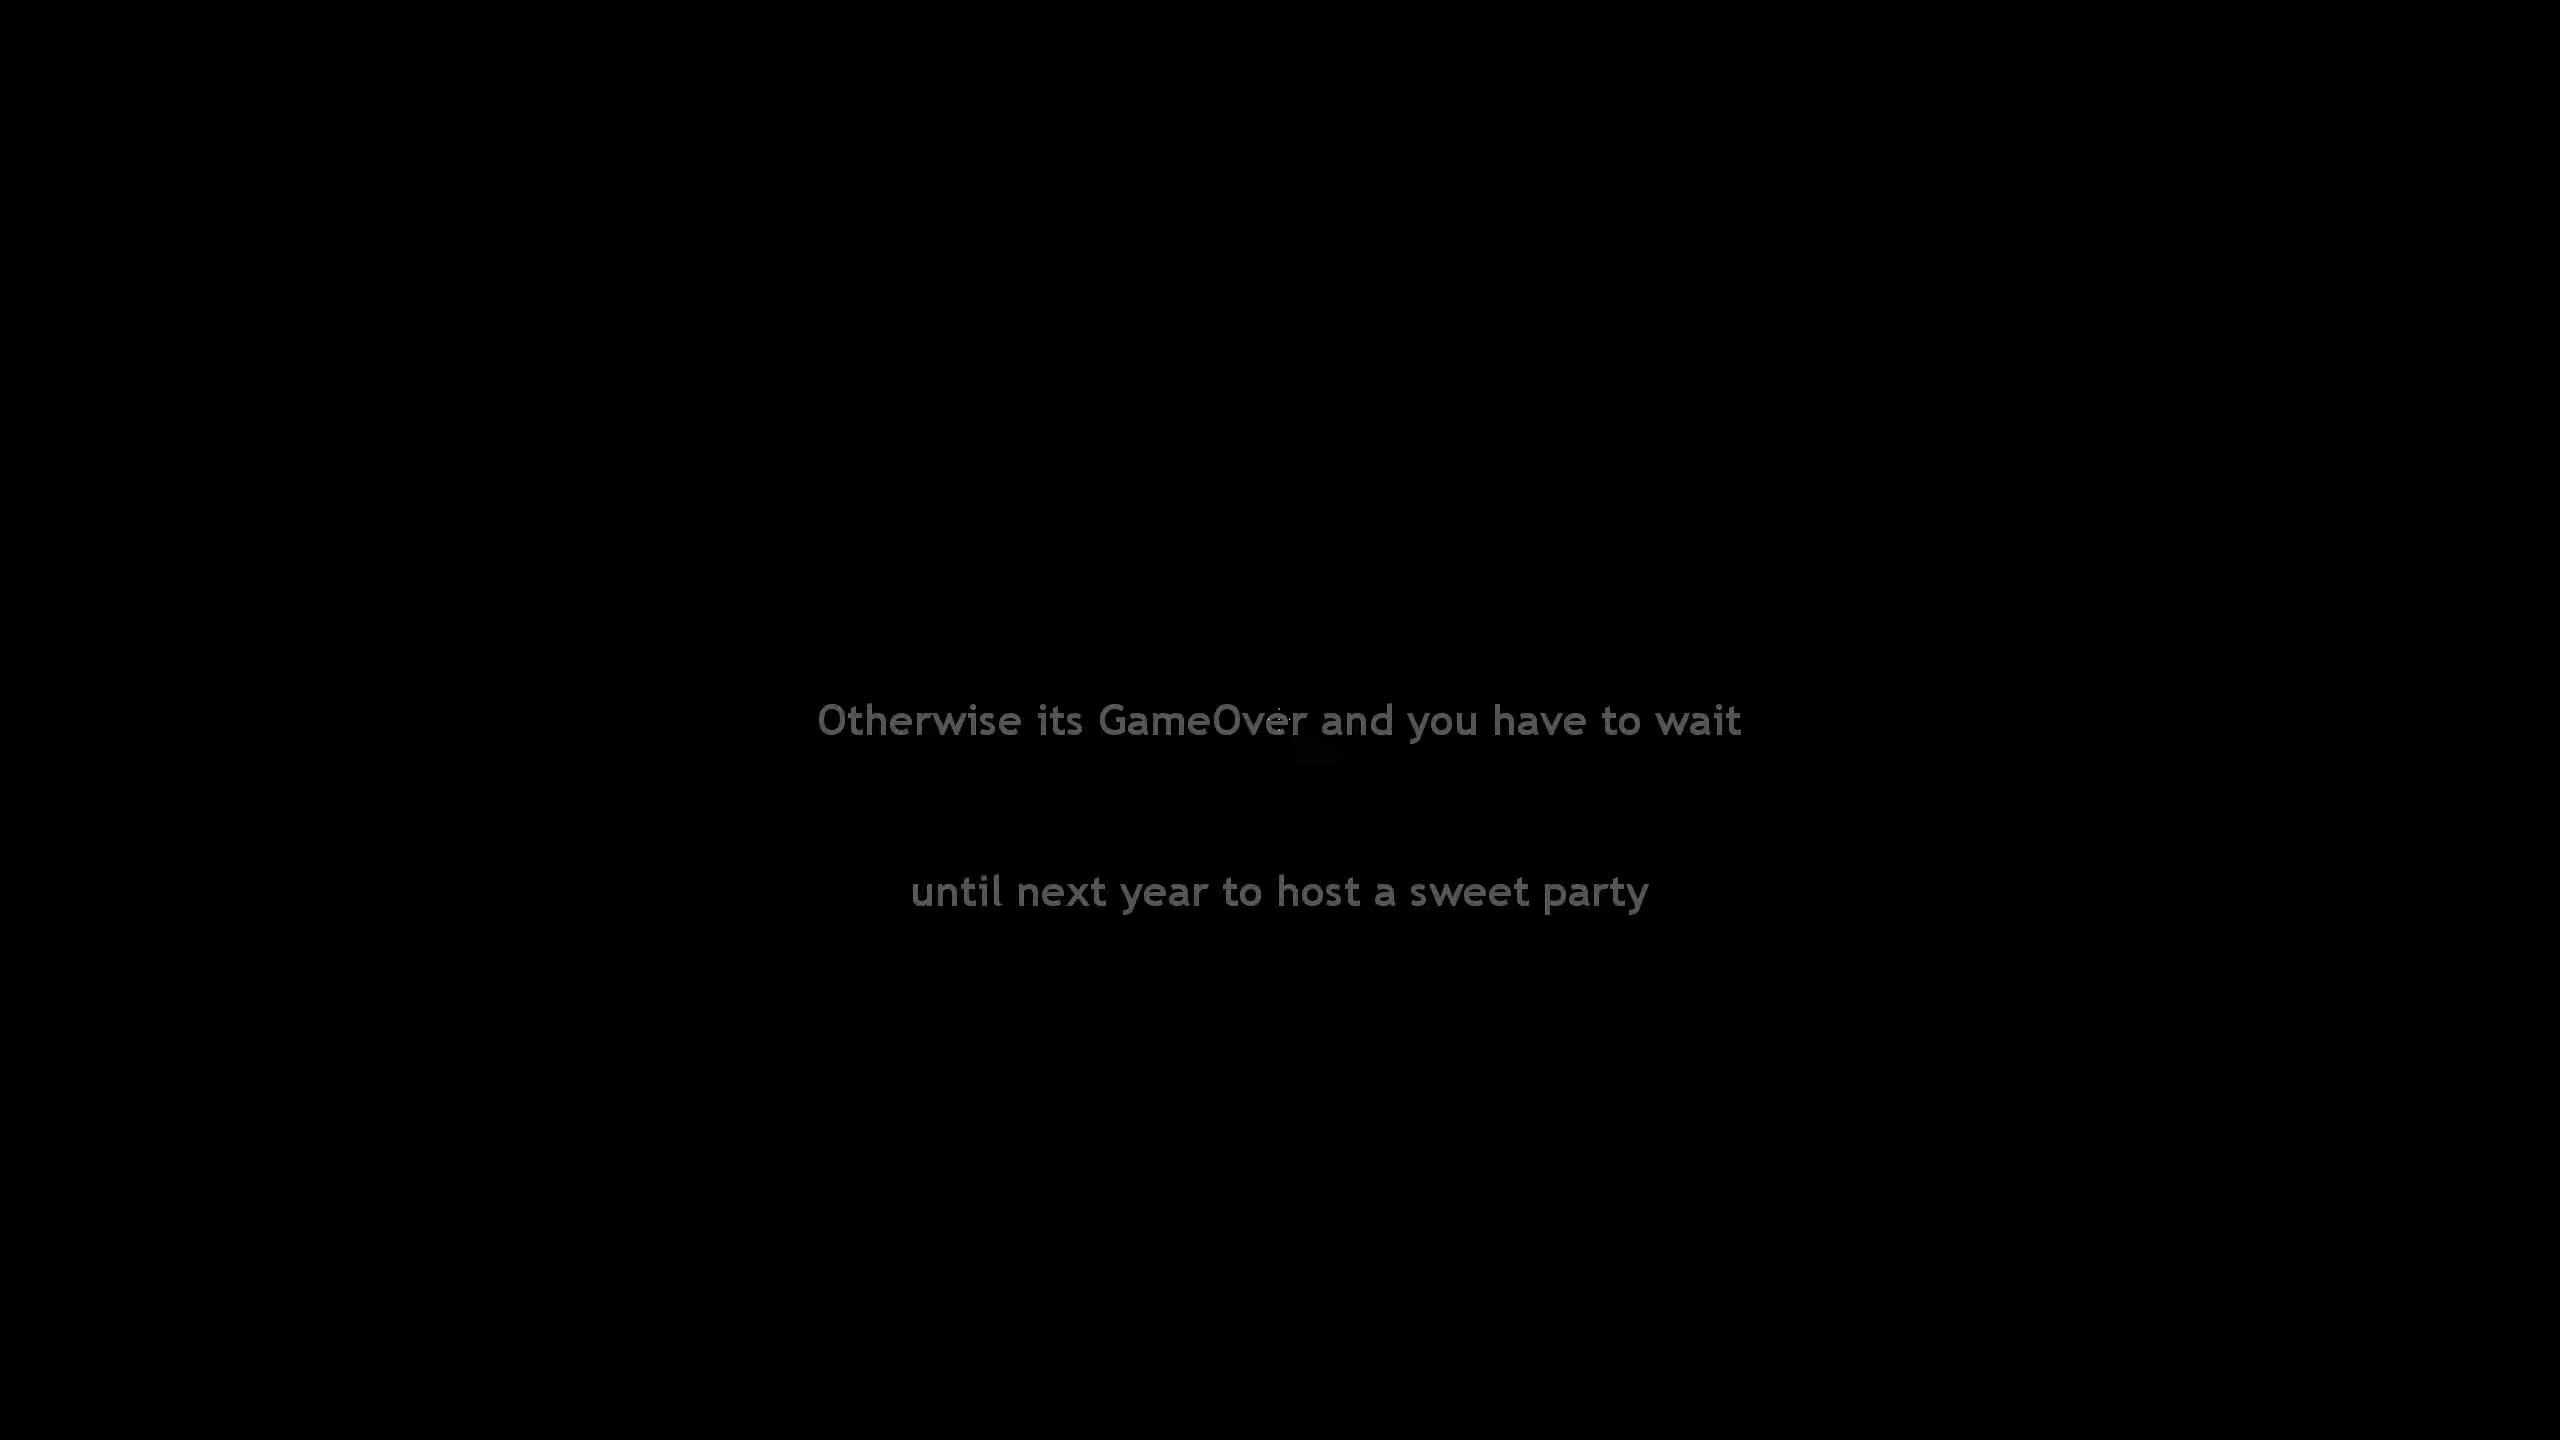 Otherwise its GameOver and you have to wait
until next year to host a sweet party